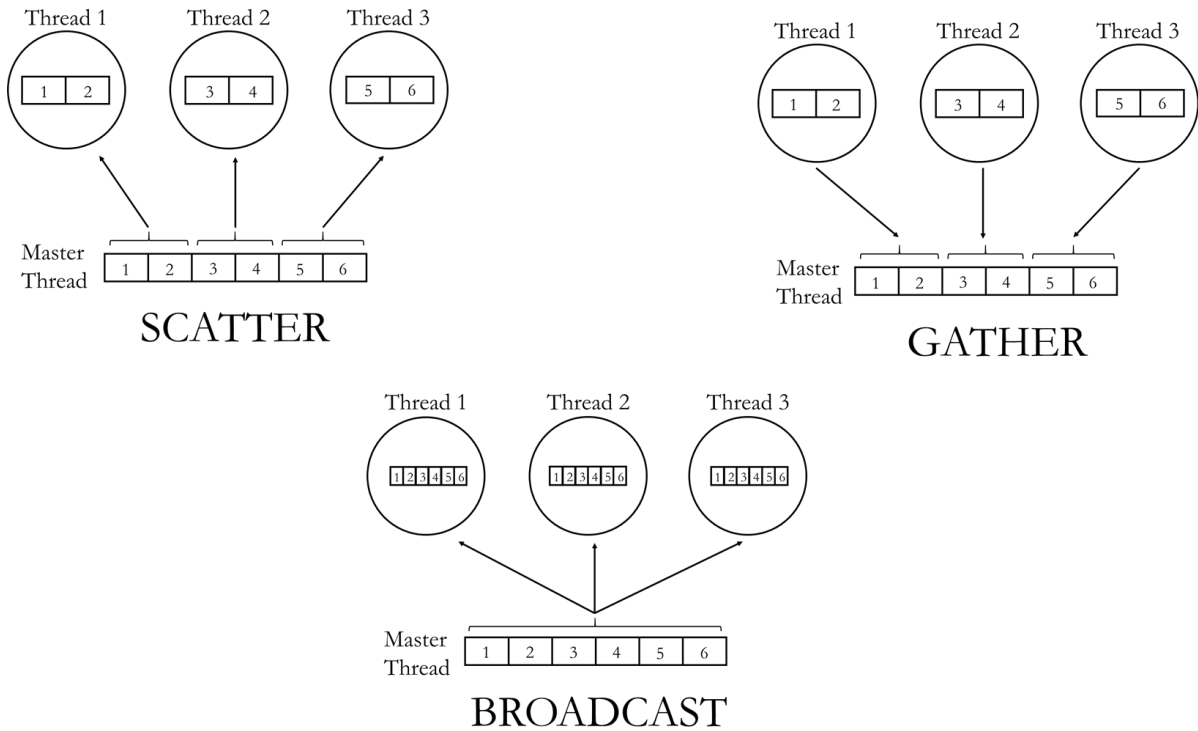 Thread 1 Thread 2 Thread 3
1 2 3 4 5 6
Master
Thread
1 2 3 4 5 6
SCATTER
Thread 1 Thread 2 Thread 3
1 2 3 4 5 6
Master
Thread
1 2 3 4 5 6
GATHER
Thread 1 Thread 2 Thread 3
1 2 3 4 5 6 1 2 3 4 5 6 1 2 3 4 5 6
Master
Thread
1 2 3 4 5 6
BROADCAST